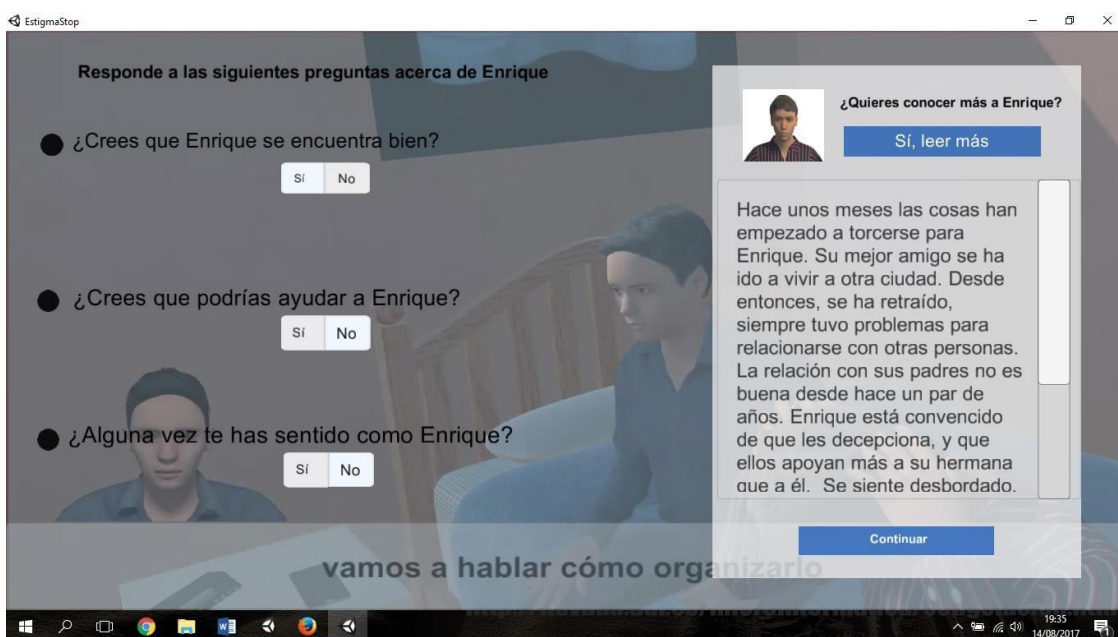 EstigmaStop
Responde a las siguientes preguntas acerca de Enrique
¿Crees que Enrique se encuentra bien?
Sí No
¿Crees que podrías ayudar a Enrique?
Sí No
¿Alguna vez te has sentido como Enrique?
Sí No
¿Quieres conocer más a Enrique?
Sí, leer más
Hace unos meses las cosas han
empezado a torcerse para
Enrique. Su mejor amigo se ha
ido a vivir a otra ciudad. Desde
entonces, se ha retraído,
siempre tuvo problemas para
relacionarse con otras personas.
La relación con sus padres no es
buena desde hace un par de
años. Enrique está convencido
de que les decepciona, y que
ellos apoyan más a su hermana
que a él. Se siente desbordado.
Continuar
vamos a hablar cómo organizarlo
19:35
14/08/2017